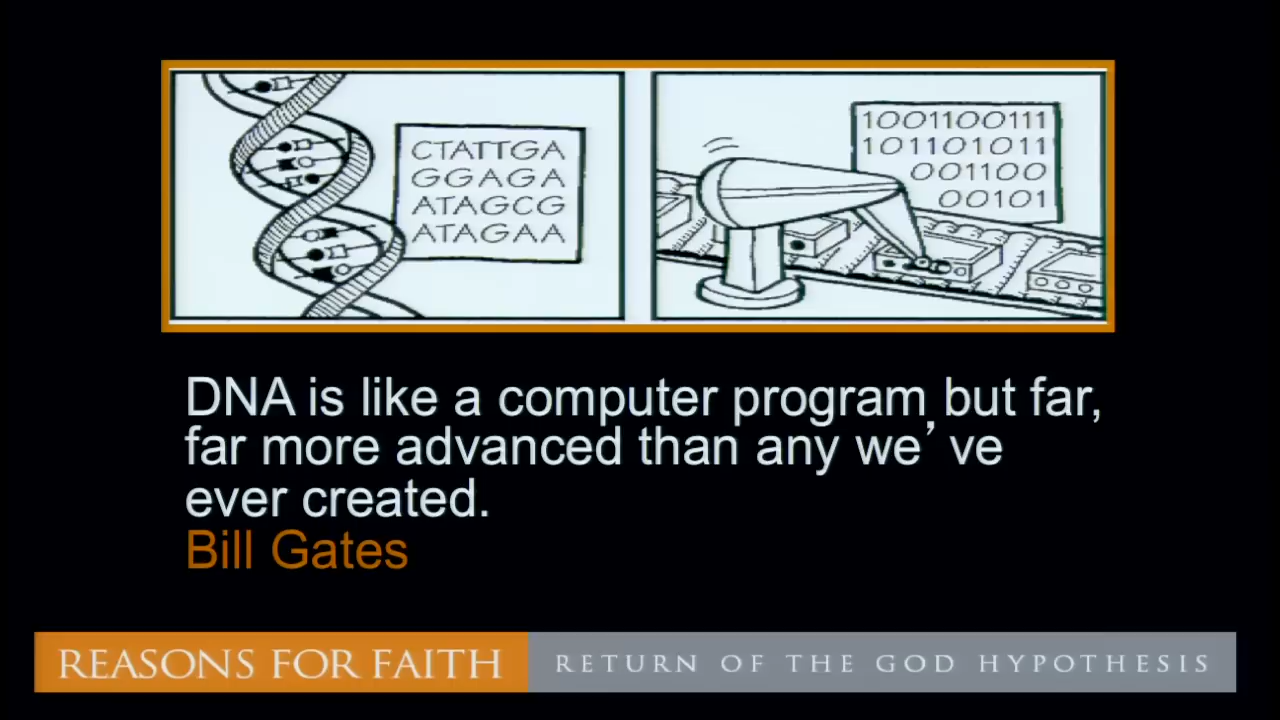 CTATTGA
GGAGA
ATAGCG
ATAGAA
1001100111
101101011
001100
00101
DNA is like a computer program but far,
far more advanced than any we’ve
ever created.
Bill Gates
REASONS FOR FAITH
RETURN OF THE GOD HYPOTHESIS